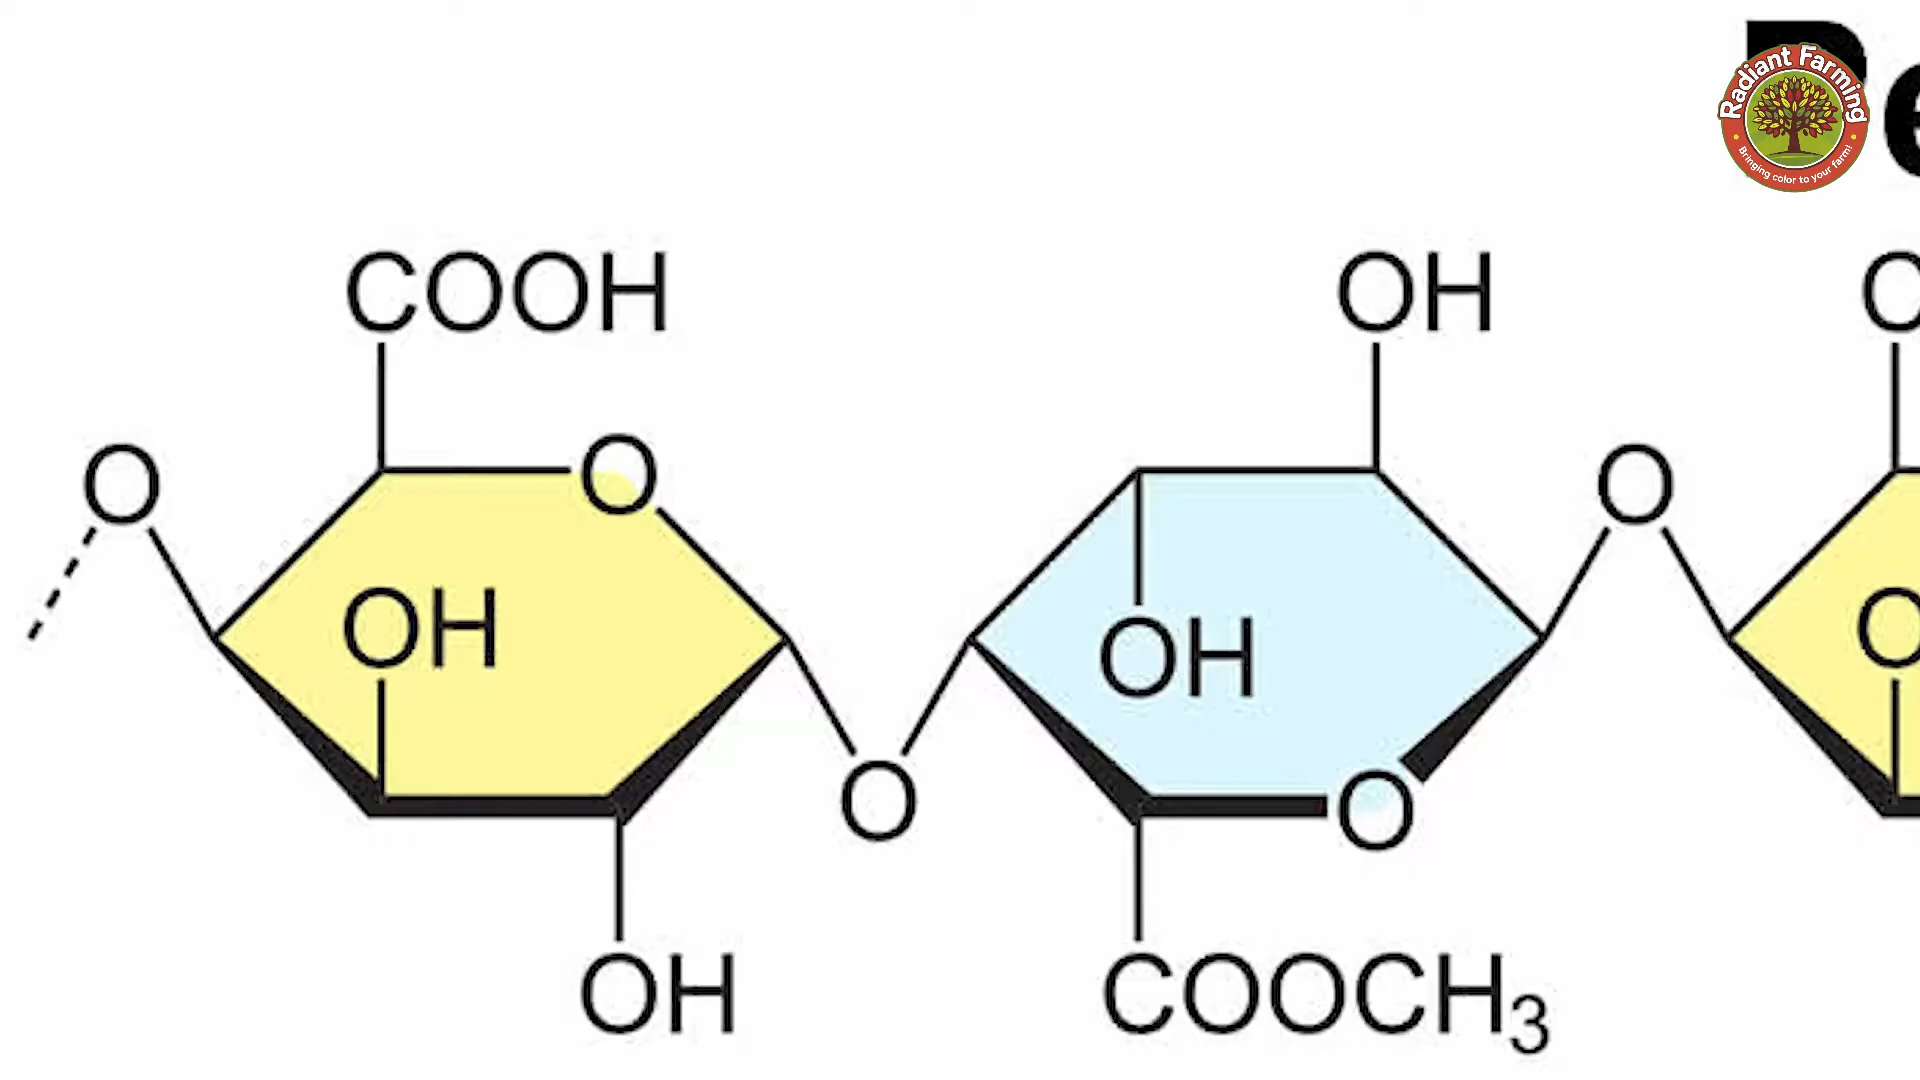 Radiant Farming
Bringing color to your farm!
COOH
OH
O
O
O
OH
OH
O
O
OH
COOCH3